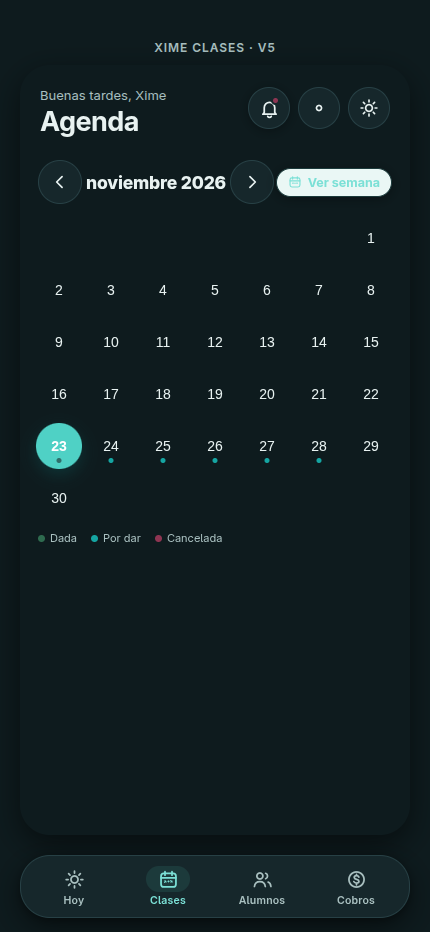 XIME CLASES · V5
Buenas tardes, Xime
Agenda
noviembre 2026
Ver semana
1
2 3 4 5 6 7 8
9 10 11 12 13 14 15
16 17 18 19 20 21 22
23 24 25 26 27 28 29
30
Dada Por dar Cancelada
Hoy Clases Alumnos Cobros